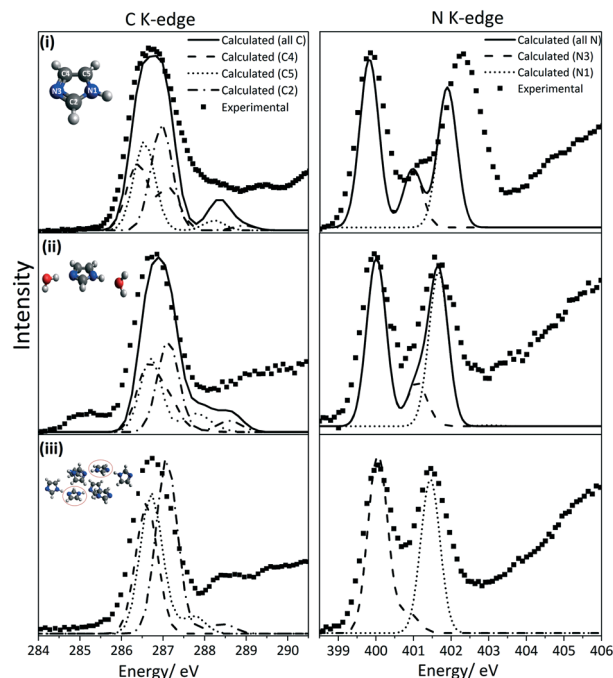 C K-edge
N K-edge
(i)
C4
C5
N3
N1
C2
Calculated (all C)
Calculated (C4)
Calculated (C5)
Calculated (C2)
Experimental
Calculated (all N)
Calculated (N3)
Calculated (N1)
Experimental
(ii)
Intensity
(iii)
284 285 286 287 288 289 290
399 400 401 402 403 404 405 406
Energy/ eV
Energy/ eV